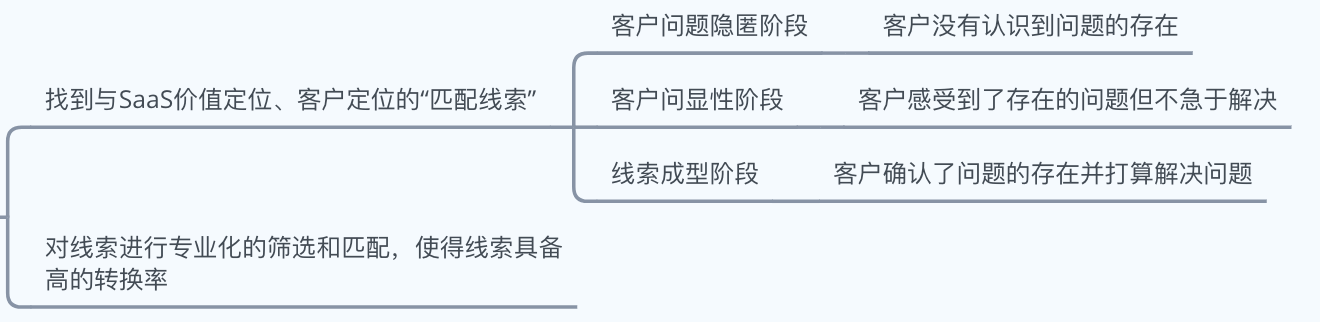 客户问题隐匿阶段
客户没有认识到问题的存在
找到与SaaS价值定位、客户定位的“匹配线索”
客户问显性阶段
客户感受到了存在的问题但不急于解决
线索成型阶段
客户确认了问题的存在并打算解决问题
对线索进行专业化的筛选和匹配，使得线索具备
高的转换率